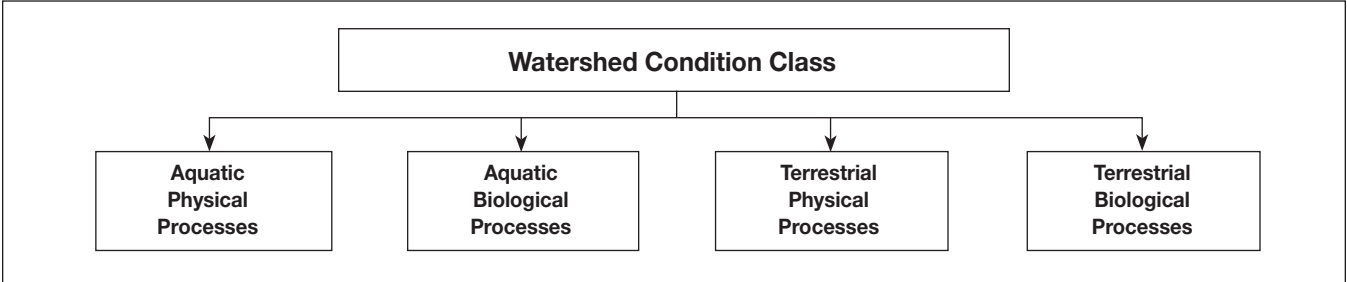 Watershed Condition Class
Aquatic
Physical
Processes
Aquatic
Biological
Processes
Terrestrial
Physical
Processes
Terrestrial
Biological
Processes